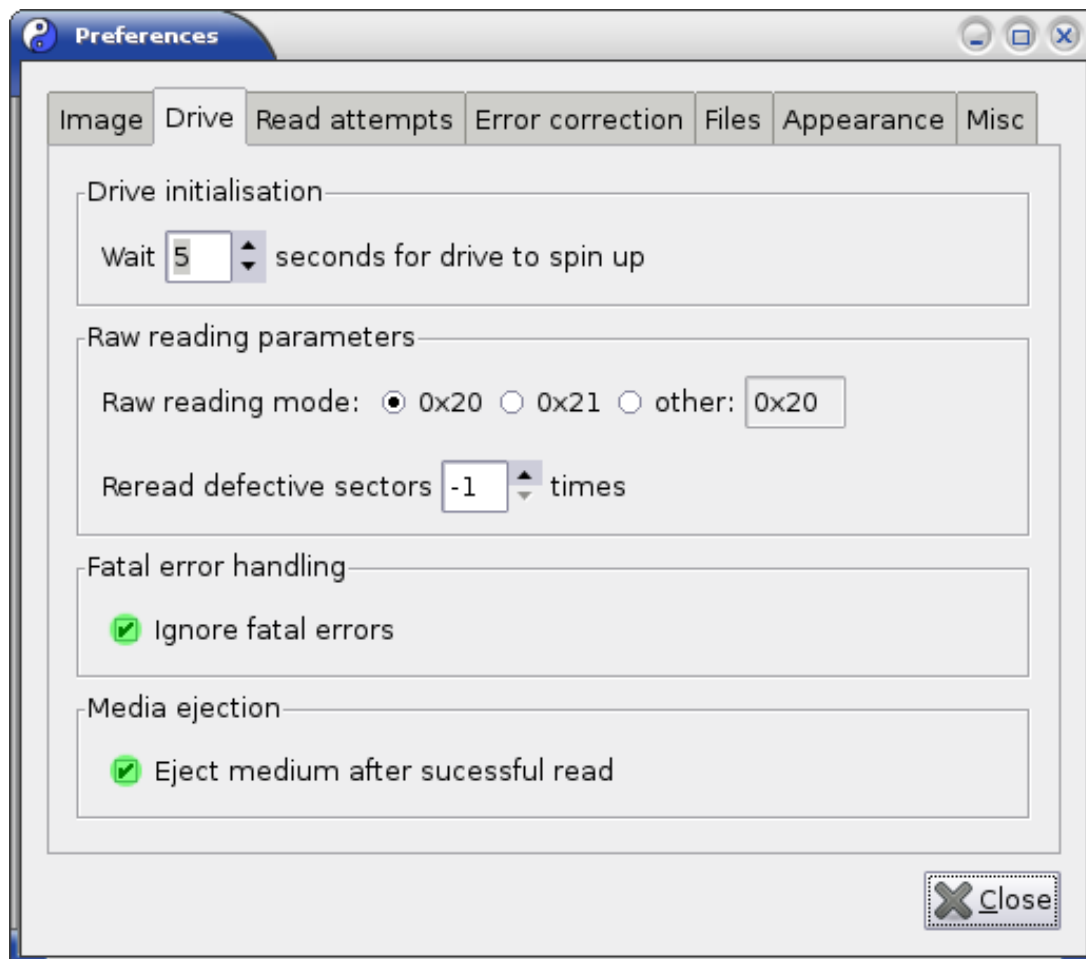 Preferences
Image Drive Read attempts Error correction Files Appearance Misc
Drive initialisation
Wait 5 seconds for drive to spin up
Raw reading parameters
Raw reading mode: 0x20 0x21 other: 0x20
Reread defective sectors -1 times
Fatal error handling
Ignore fatal errors
Media ejection
Eject medium after sucessful read
Close